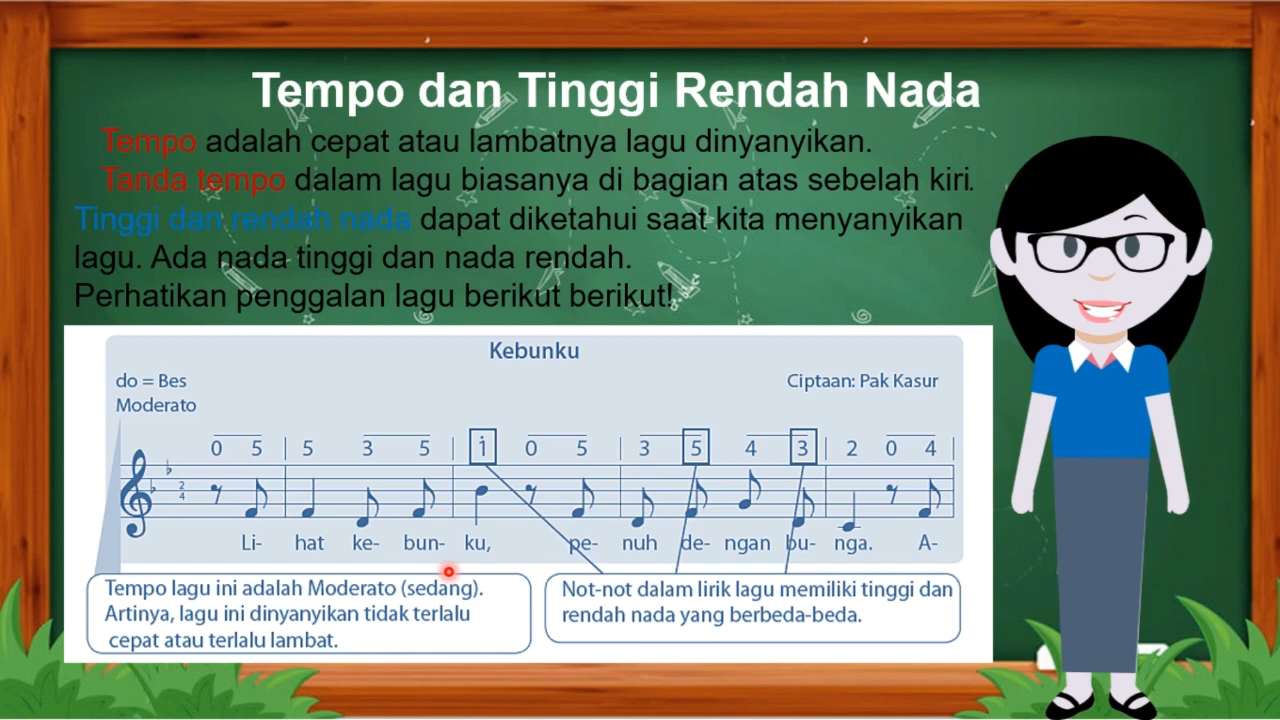 Tempo dan Tinggi Rendah Nada
Tempo adalah cepat atau lambatnya lagu dinyanyikan.
Tanda tempo dalam lagu biasanya di bagian atas sebelah kiri.
Tinggi dan rendah nada dapat diketahui saat kita menyanyikan
lagu. Ada nada tinggi dan nada rendah.
Perhatikan penggalan lagu berikut berikut!
Kebunku
do = Bes
Ciptaan: Pak Kasur
Moderato
0 5 | 5 3 5 | 1̇ 0 5 | 3 5 4 3 | 2 0 4 |
2
4
Li- hat ke- bun- ku, pe- nuh de- ngan bu- nga. A-
Tempo lagu ini adalah Moderato (sedang).
Artinya, lagu ini dinyanyikan tidak terlalu
cepat atau terlalu lambat.
Not-not dalam lirik lagu memiliki tinggi dan
rendah nada yang berbeda-beda.